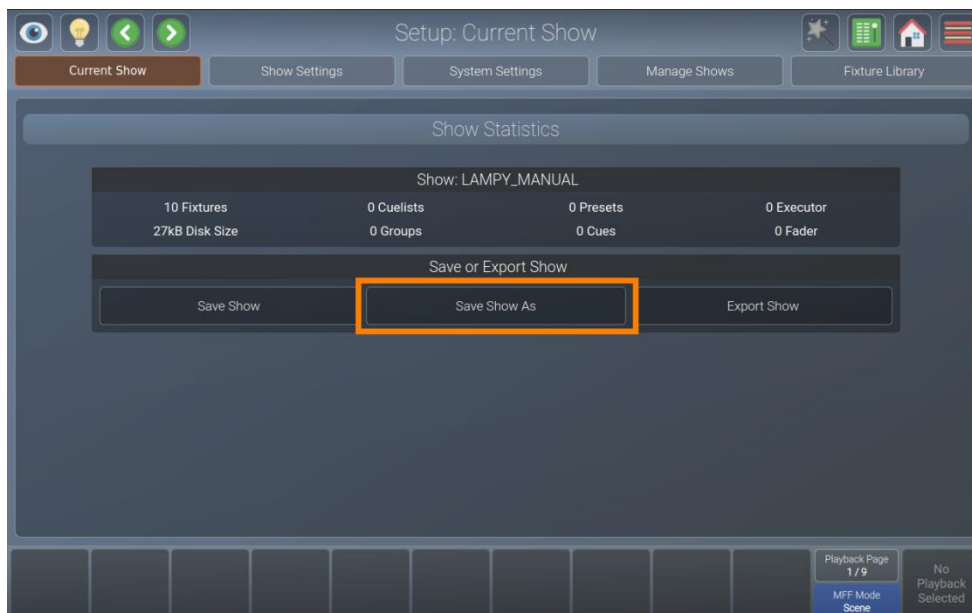 Setup: Current Show
Current Show
Show Settings
System Settings
Manage Shows
Fixture Library
Show Statistics
Show: LAMPY_MANUAL
10 Fixtures
0 Cuelists
0 Presets
0 Executor
27kB Disk Size
0 Groups
0 Cues
0 Fader
Save or Export Show
Save Show
Save Show As
Export Show
Playback Page
1/9
MFF Mode
Scene
No
Playback
Selected